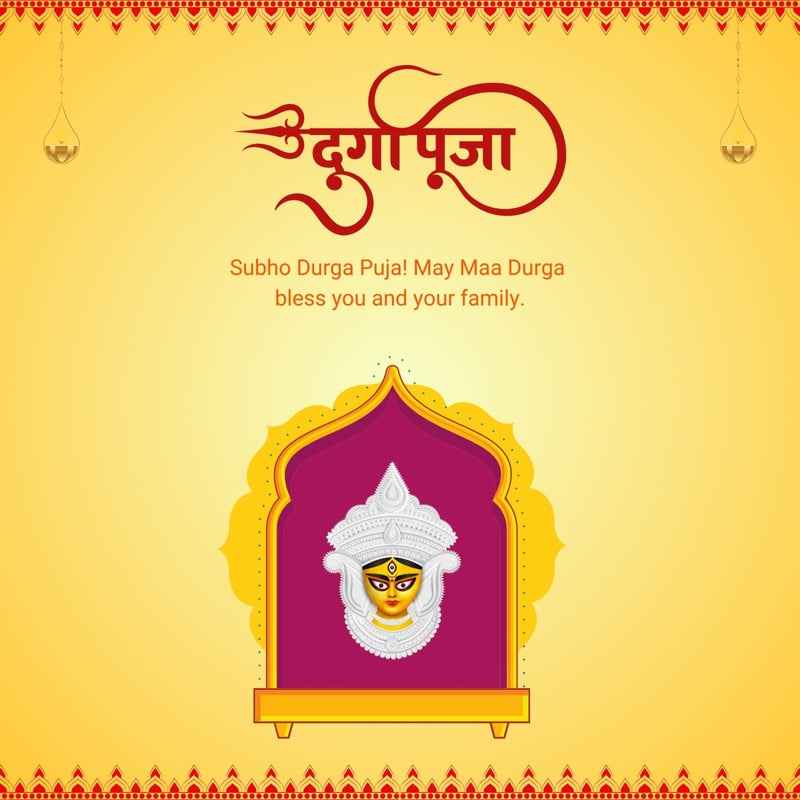 दुर्गा पूजा
Subho Durga Puja! May Maa Durga
bless you and your family.